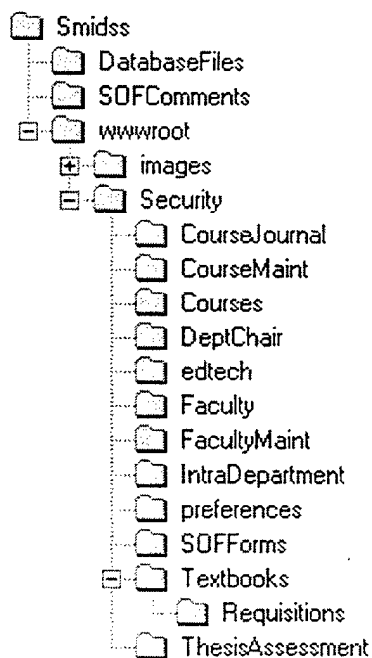 Smidss
DatabaseFiles
SOFComments
wwwroot
images
Security
CourseJournal
CourseMaint
Courses
DeptChair
edtech
Faculty
FacultyMaint
IntraDepartment
preferences
SOFForms
Textbooks
Requisitions
ThesisAssessment